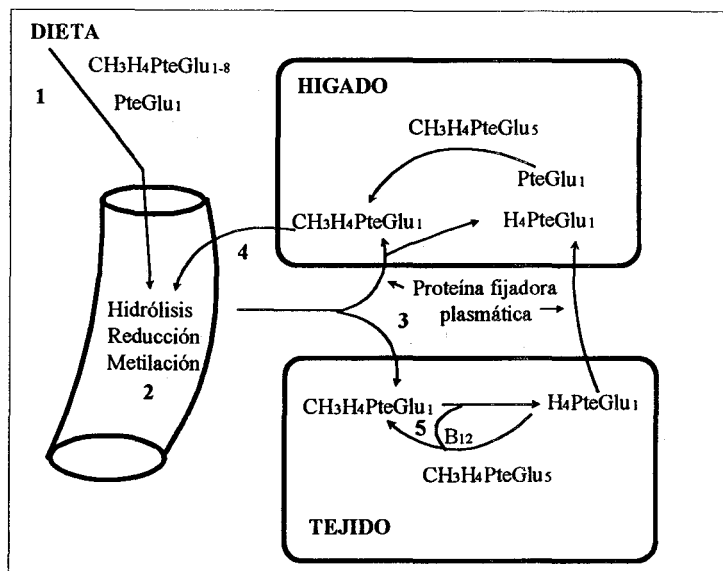 DIETA
CH3H4PteGlu1-8
1
PteGlu1
HIGADO
CH3H4PteGlu5
PteGlu1
CH3H4PteGlu1
H4PteGlu1
4
Hidrólisis
Reducción
Metilación
2
Proteína fijadora
plasmática
3
CH3H4PteGlu1
H4PteGlu1
5
B12
CH3H4PteGlu5
TEJIDO